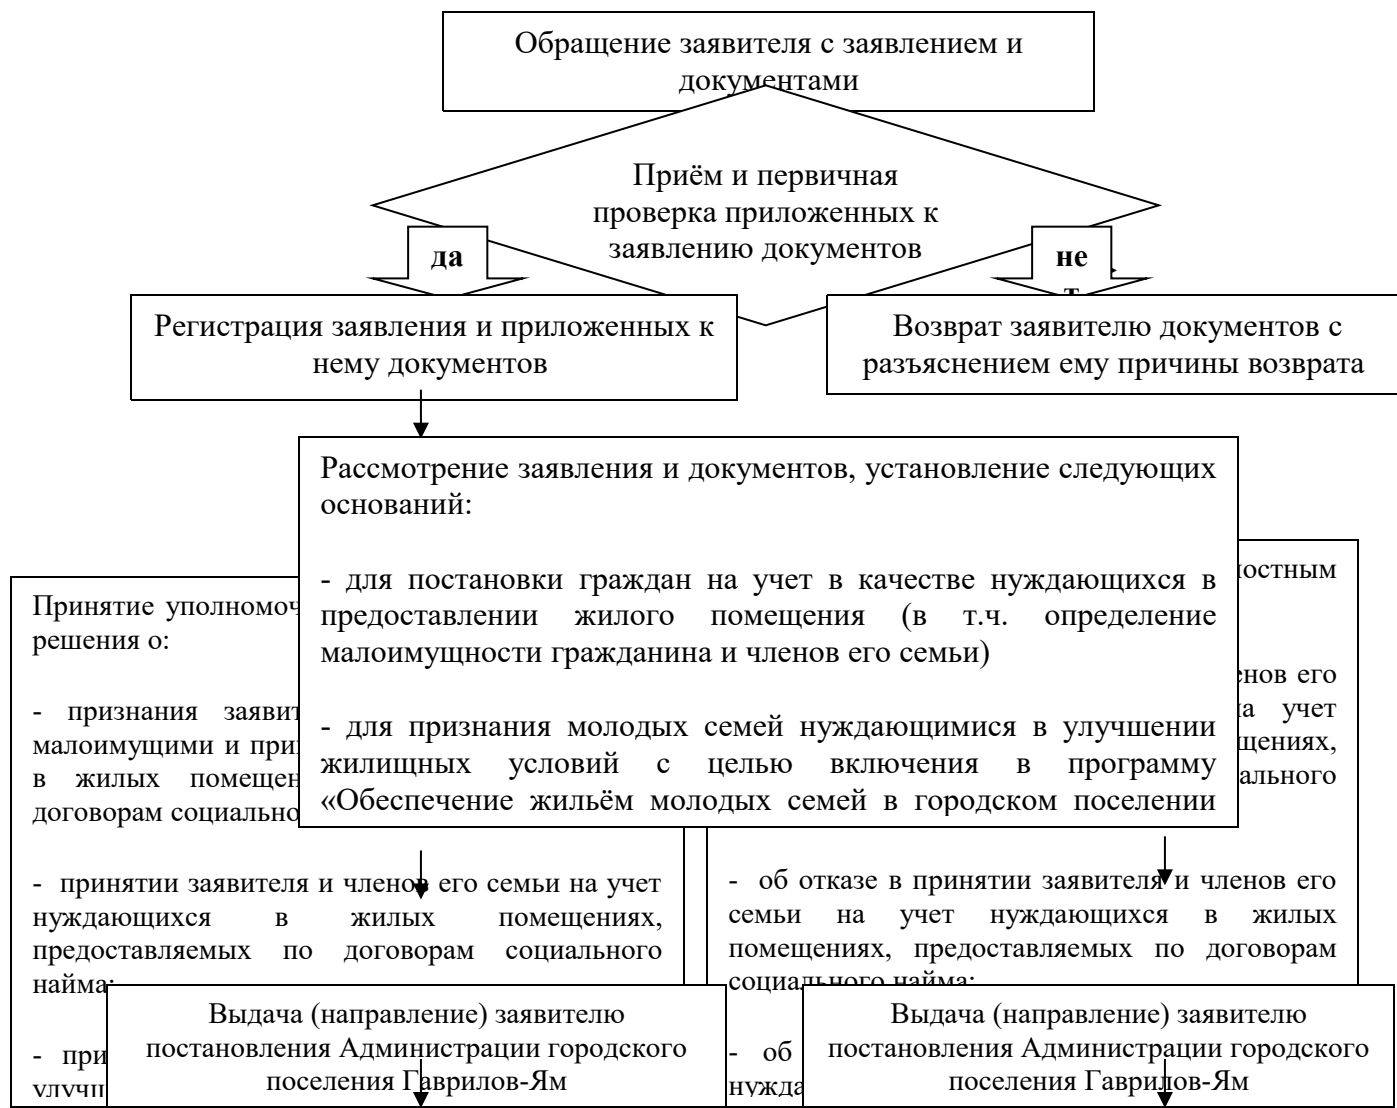 Обращение заявителя с заявлением и
документами
Приём и первичная
проверка приложенных к
заявлению документов
да
не
Регистрация заявления и приложенных к
нему документов
Возврат заявителю документов с
разъяснением ему причины возврата
Рассмотрение заявления и документов, установление следующих
оснований:
- для постановки граждан на учет в качестве нуждающихся в
предоставлении жилого помещения (в т.ч. определение
малоимущности гражданина и членов его семьи)
- для признания молодых семей нуждающимися в улучшении
жилищных условий с целью включения в программу
«Обеспечение жильём молодых семей в городском поселении
Принятие
решения о:
- признания
малоимущими и
в жилых
договорам
- принятии заявителя и членов его семьи на учет
нуждающихся в жилых помещениях,
предоставляемых по договорам социального
найма;
-
его
учет
- об отказе в принятии заявителя и членов его
семьи на учет нуждающихся в жилых
помещениях, предоставляемых по договорам
социального найма;
- об
Выдача (направление) заявителю
постановления Администрации городского
поселения Гаврилов-Ям
Выдача (направление) заявителю
постановления Администрации городского
поселения Гаврилов-Ям